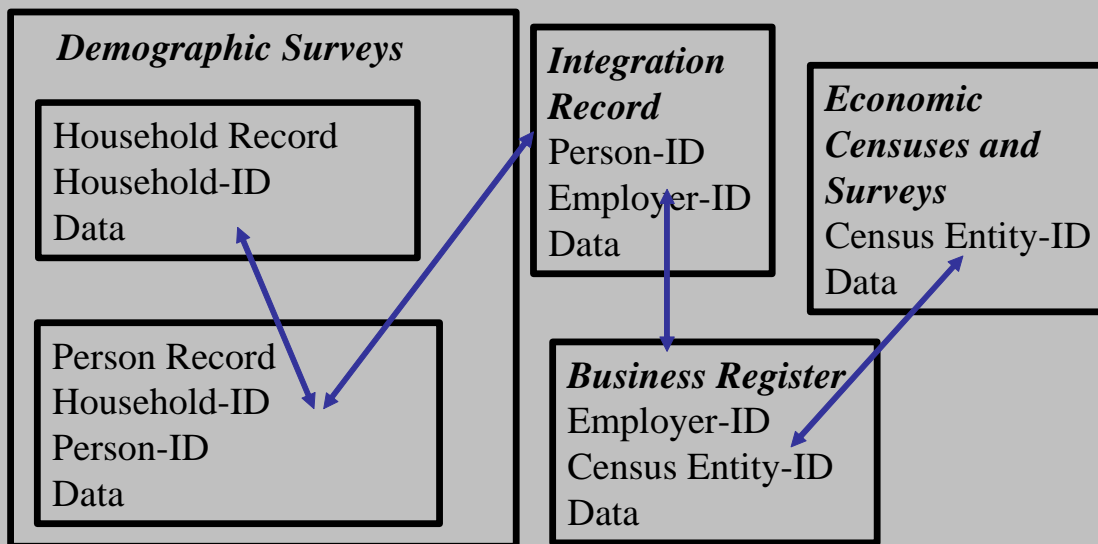 Demographic Surveys
Household Record
Household-ID
Data
Person Record
Household-ID
Person-ID
Data
Integration
Record
Person-ID
Employer-ID
Data
Business Register
Employer-ID
Census Entity-ID
Data
Economic
Censuses and
Surveys
Census Entity-ID
Data